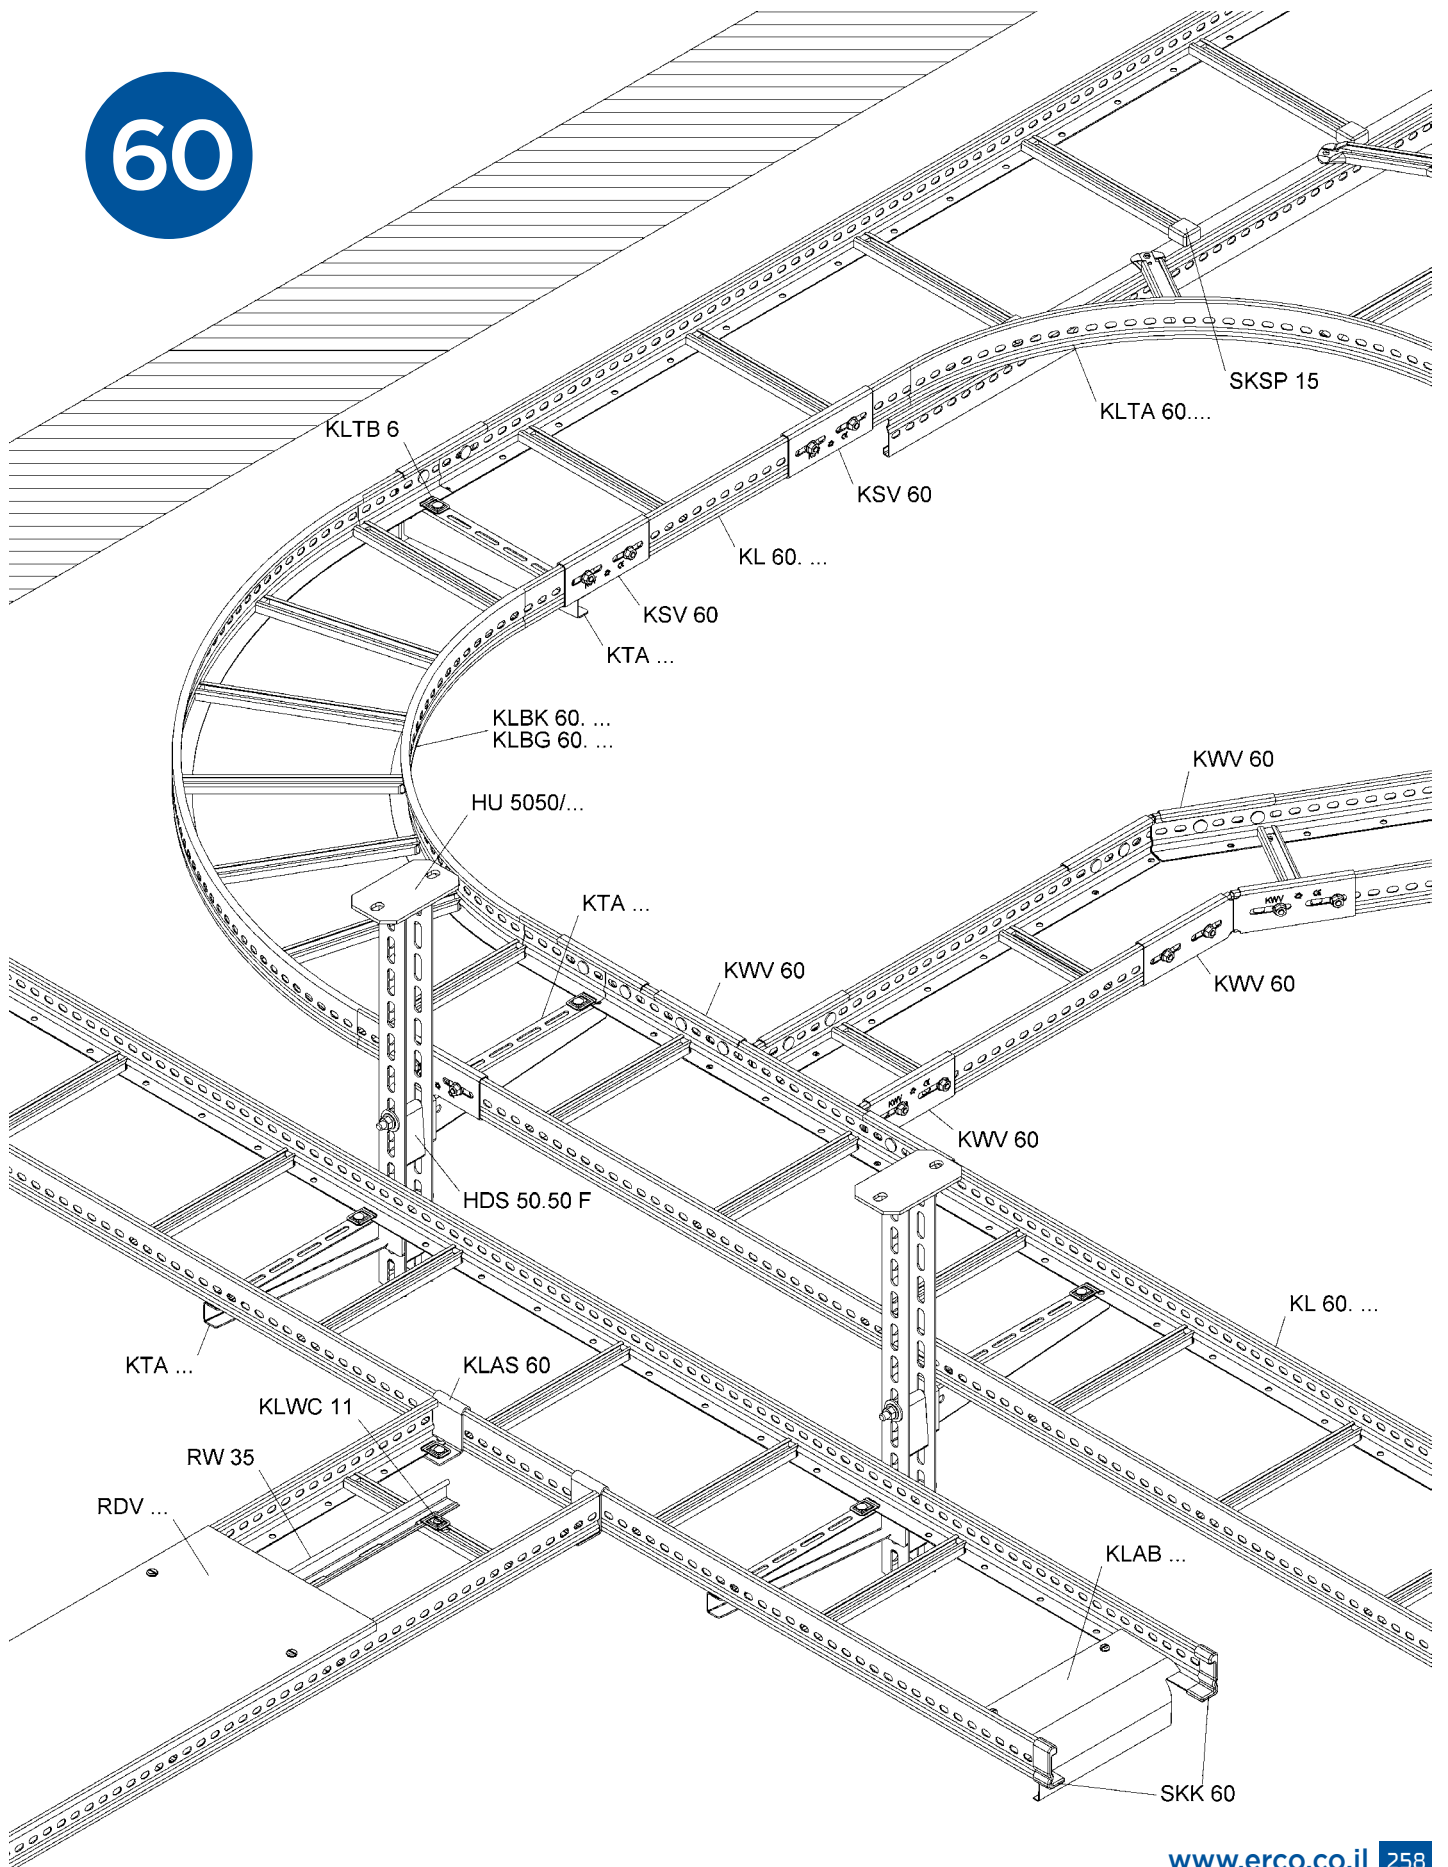 60
SKSP 15
KLTA 60....
KLTB 6
KSV 60
KL 60. ...
KSV 60
KTA ...
KLBK 60. ...
KLBG 60. ...
KWV 60
HU 5050/...
KTA ...
KWV
KWV 60
KWV 60
KWV
KWV 60
HDS 50.50 F
KL 60. ...
KTA ...
KLAS 60
KLWC 11
RW 35
RDV ...
KLAB ...
SKK 60
www.erco.co.il 258